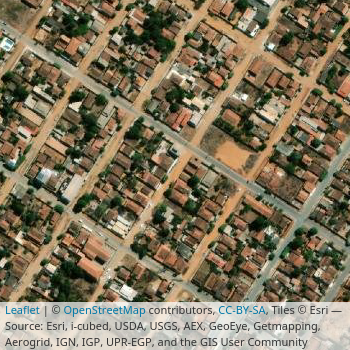 Leaflet | © OpenStreetMap contributors, CC-BY-SA, Tiles © Esri —
Source: Esri, i-cubed, USDA, USGS, AEX, GeoEye, Getmapping,
Aerogrid, IGN, IGP, UPR-EGP, and the GIS User Community